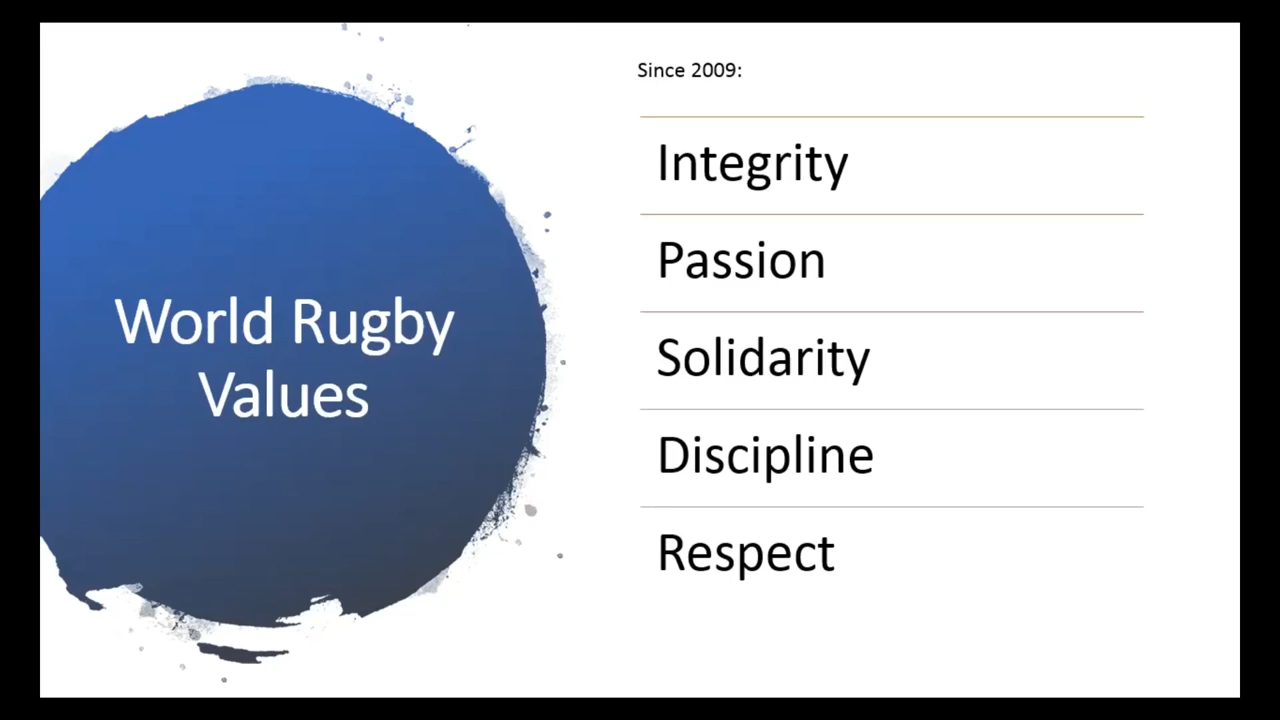 World Rugby
Values
Since 2009:
Integrity
Passion
Solidarity
Discipline
Respect